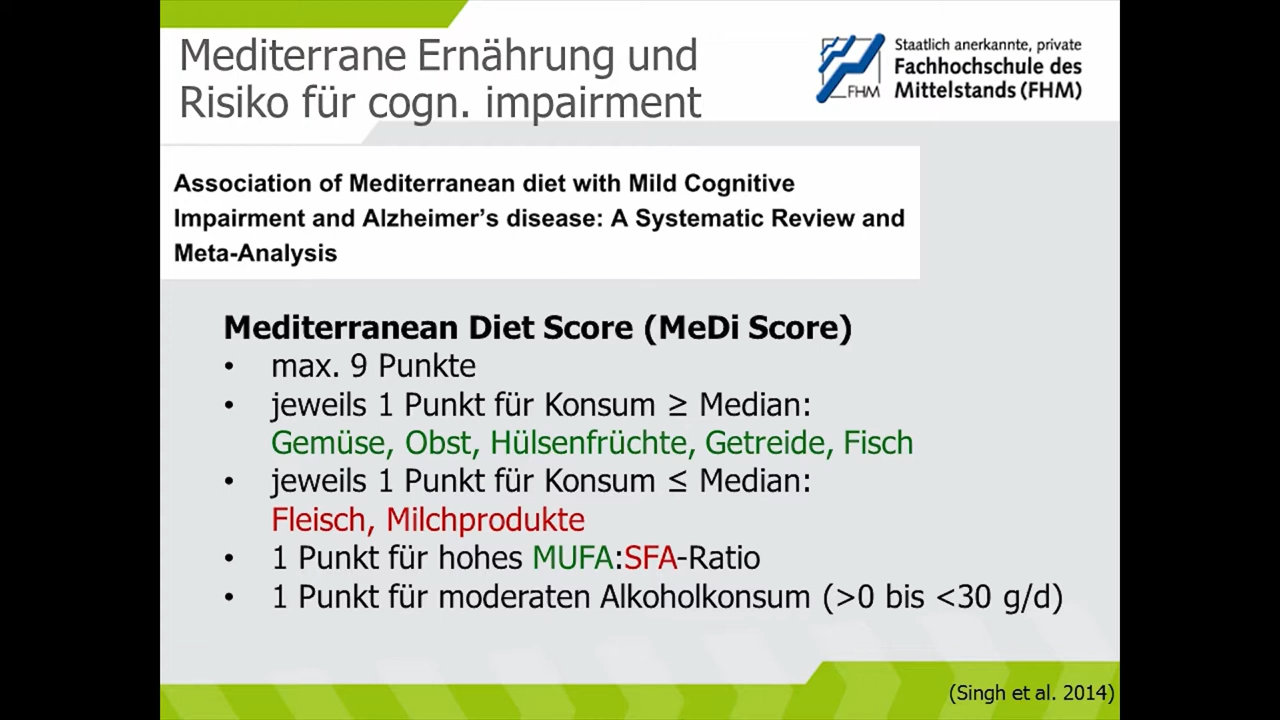 Mediterrane Ernährung und
Risiko für cogn. impairment
FHM
Staatlich anerkannte, private
Fachhochschule des
Mittelstands (FHM)
Association of Mediterranean diet with Mild Cognitive
Impairment and Alzheimer's disease: A Systematic Review and
Meta-Analysis
Mediterranean Diet Score (MeDi Score)
• max. 9 Punkte
• jeweils 1 Punkt für Konsum ≥ Median:
Gemüse, Obst, Hülsenfrüchte, Getreide, Fisch
• jeweils 1 Punkt für Konsum ≤ Median:
Fleisch, Milchprodukte
• 1 Punkt für hohes MUFA:SFA-Ratio
• 1 Punkt für moderaten Alkoholkonsum (>0 bis <30 g/d)
(Singh et al. 2014)